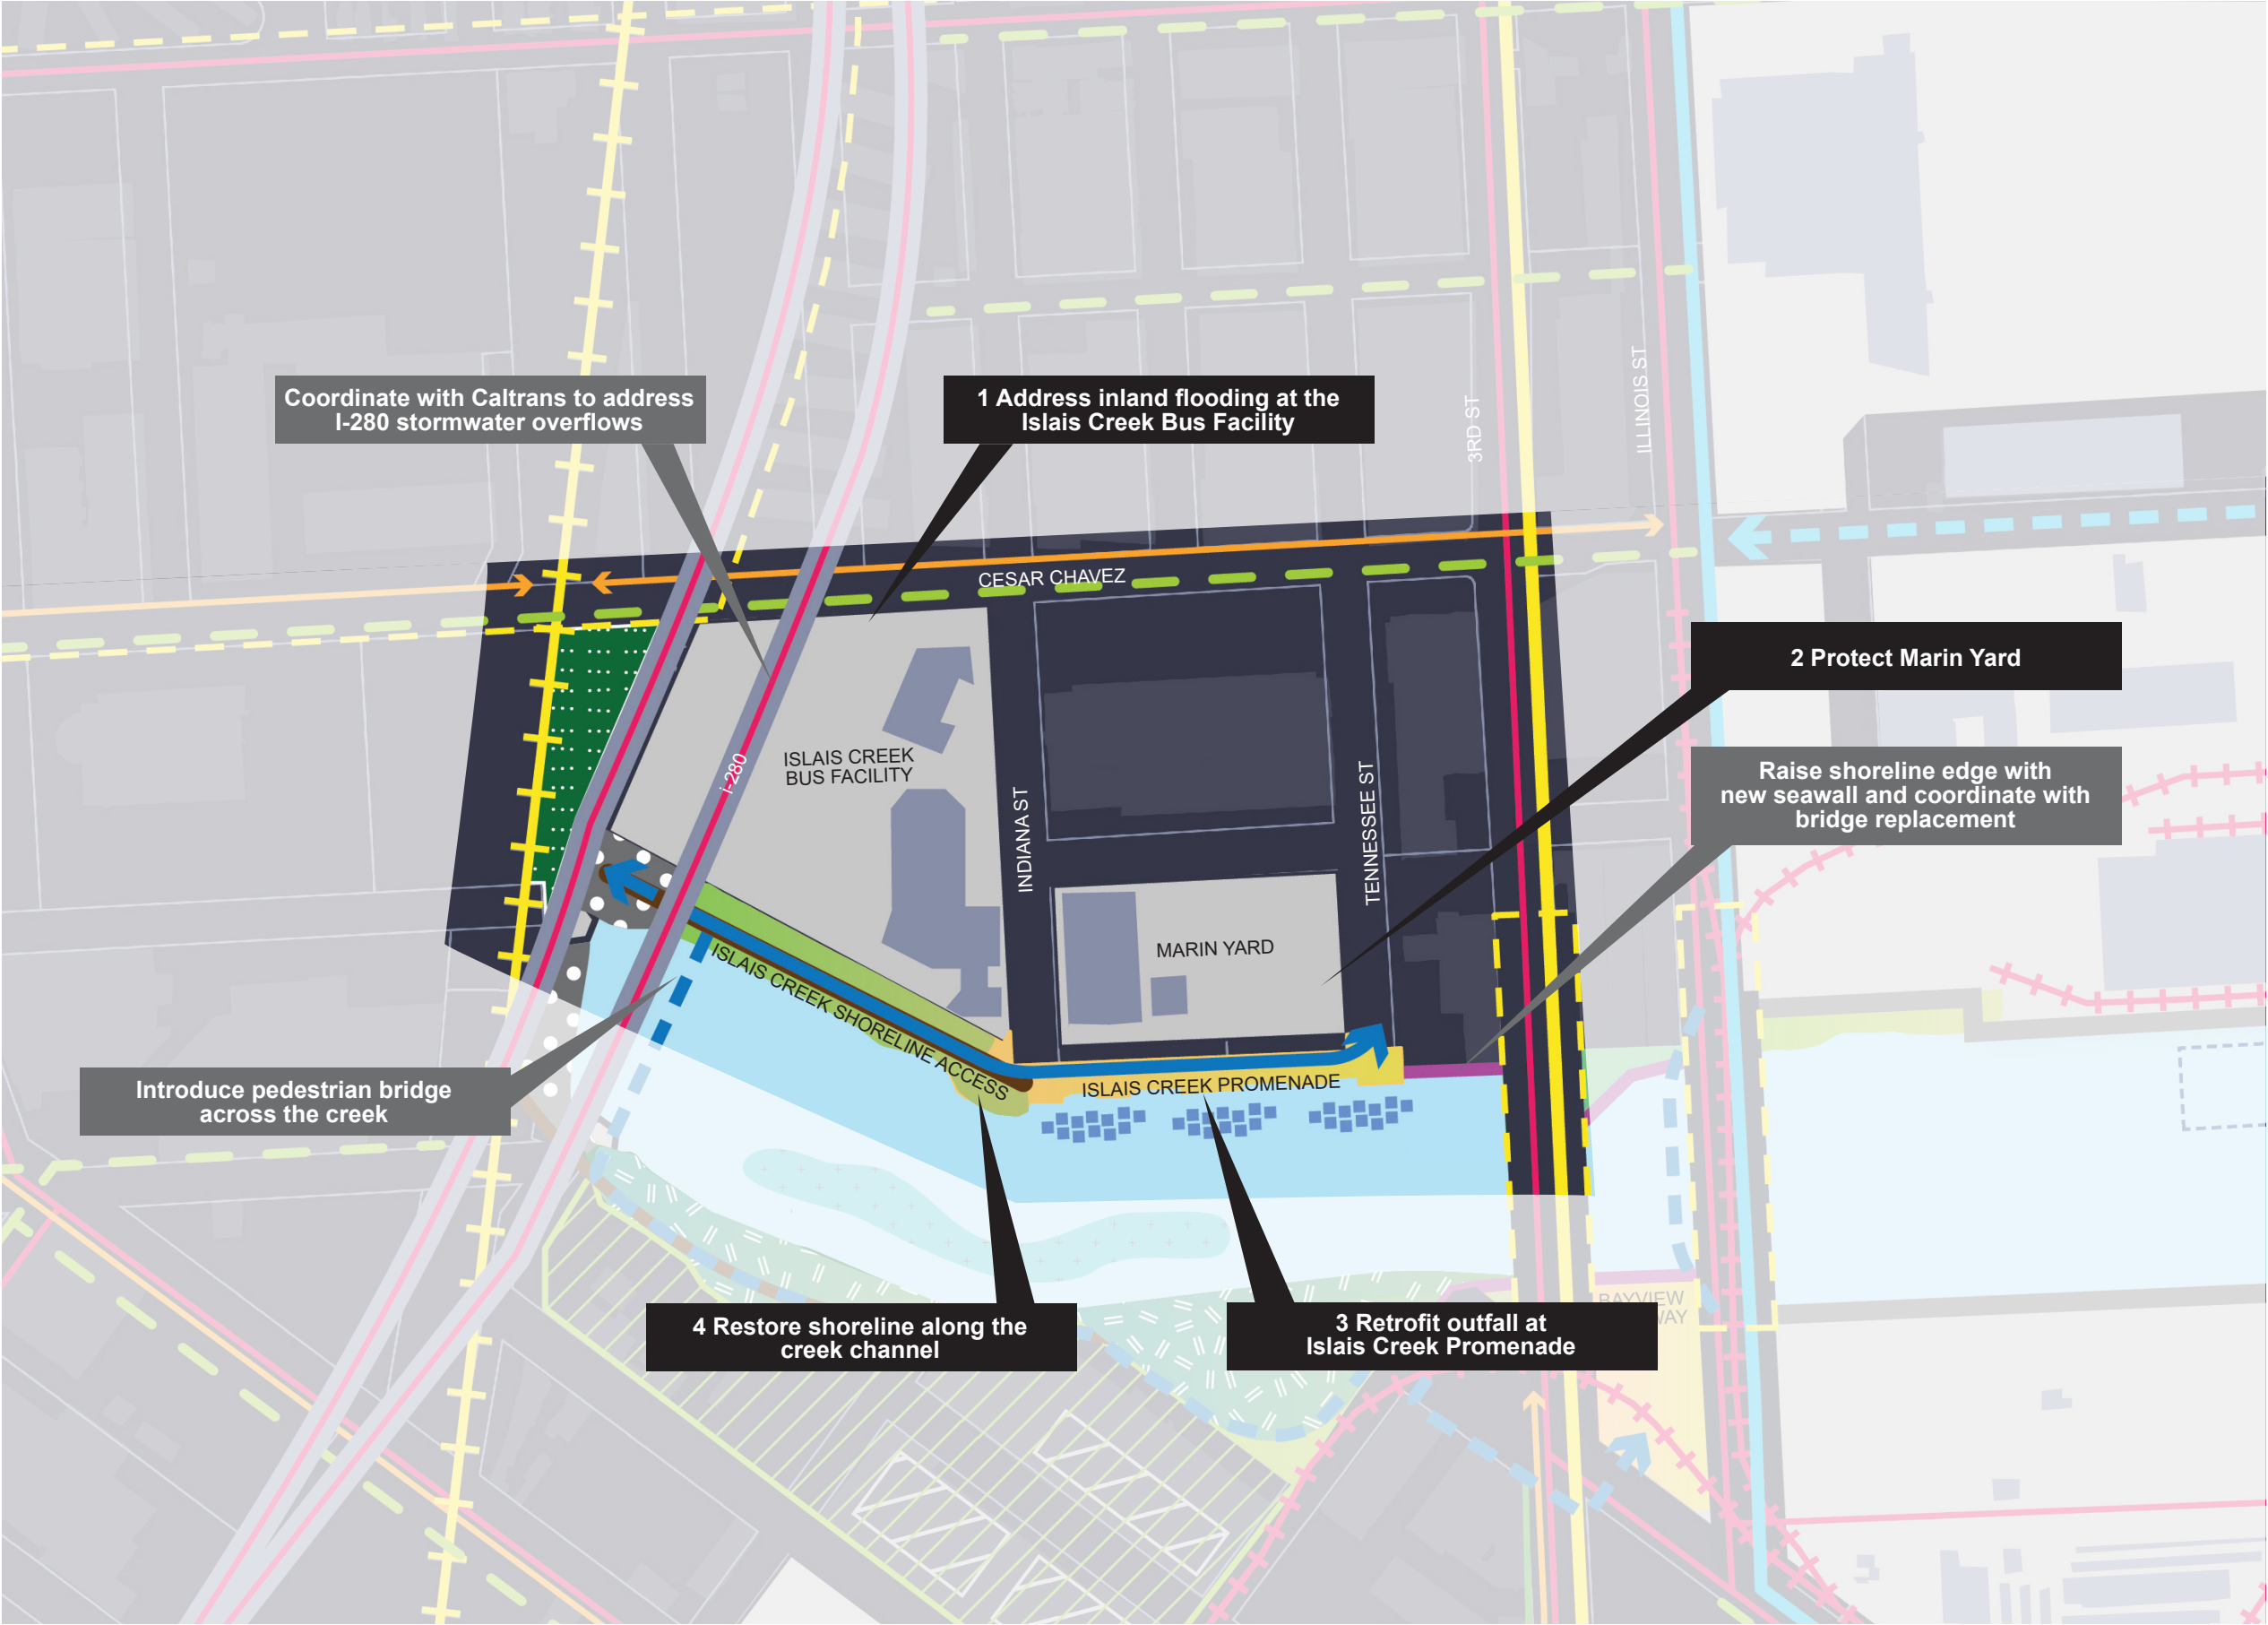 Coordinate with Caltrans to address
I-280 stormwater overflows
1 Address inland flooding at the
Islais Creek Bus Facility
3RD ST
ILLINOIS ST
CESAR CHAVEZ
2 Protect Marin Yard
ISLAIS CREEK
BUS FACILITY
i-280
INDIANA ST
TENNESSEE ST
Raise shoreline edge with
new seawall and coordinate with
bridge replacement
MARIN YARD
ISLAIS CREEK SHORELINE ACCESS
ISLAIS CREEK PROMENADE
Introduce pedestrian bridge
across the creek
4 Restore shoreline along the
creek channel
3 Retrofit outfall at
Islais Creek Promenade
BAYVIEW
WAY